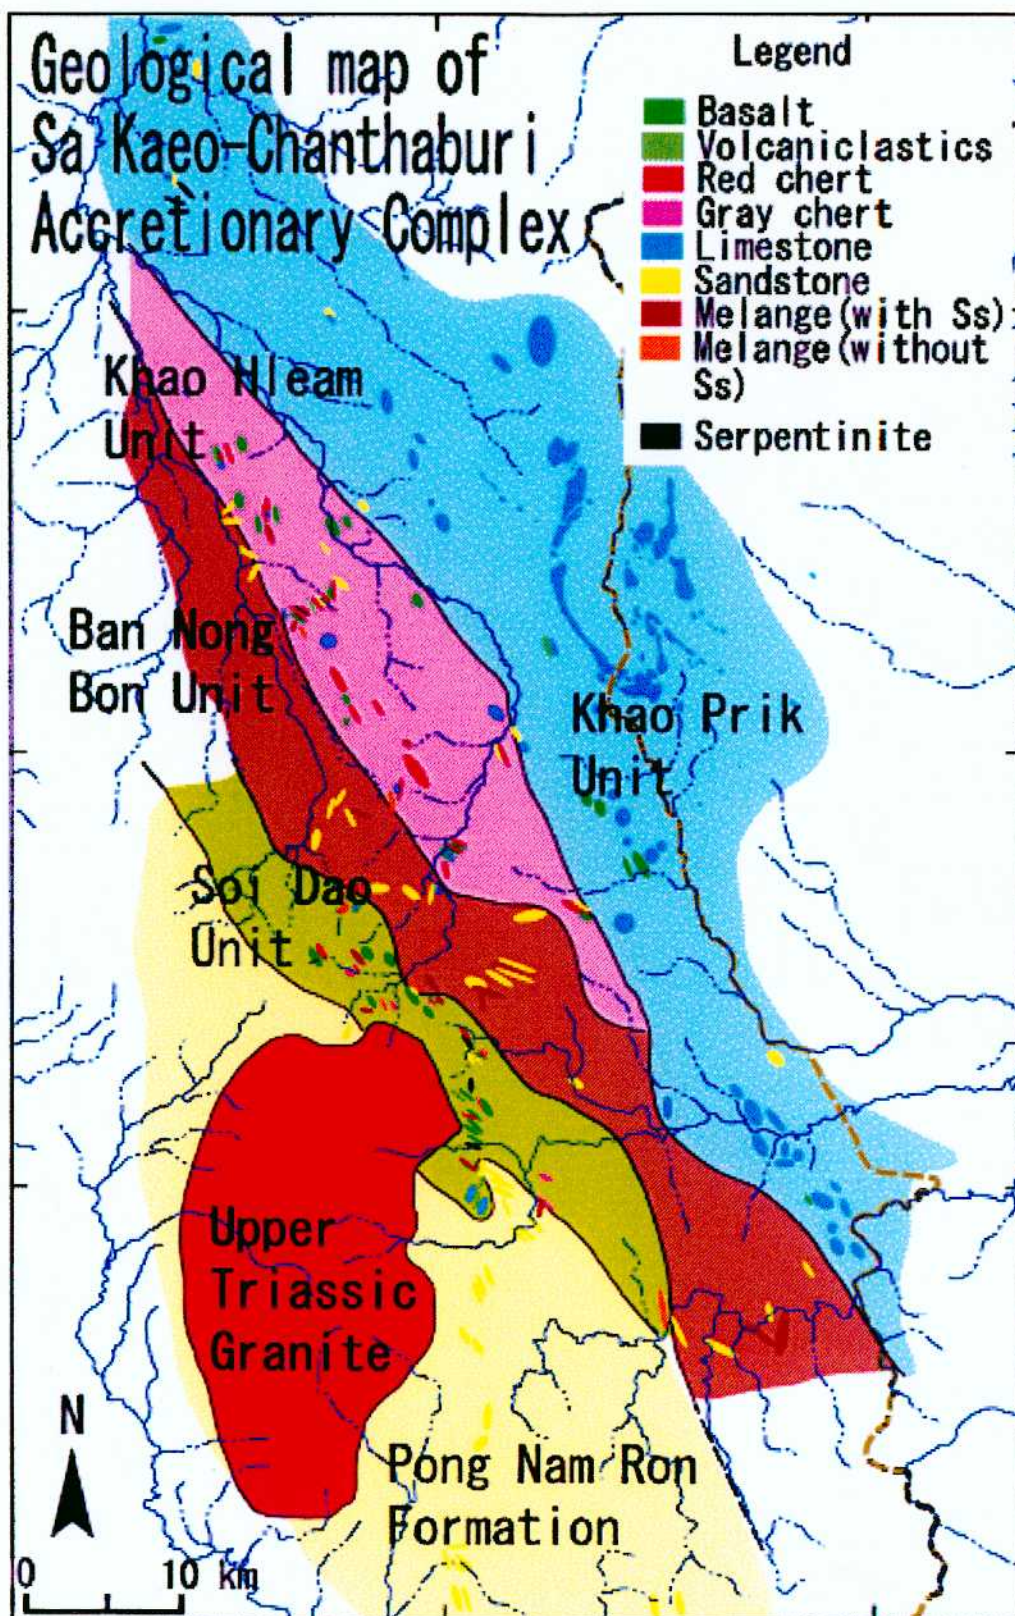 Geological map of
Sa Kaeo-Chanthaburi
Accretionary Complex
Legend
Basalt
Volcaniclastics
Red chert
Gray chert
Limestone
Sandstone
Melange(with Ss)
Melange(without
Ss)
Serpentinite
Khao Hleam
Unit
Ban Nong
Bon Unit
Khao Prik
Unit
Soi Dao
Unit
Upper
Triassic
Granite
Pong Nam Ron
Formation
N
0 10 km